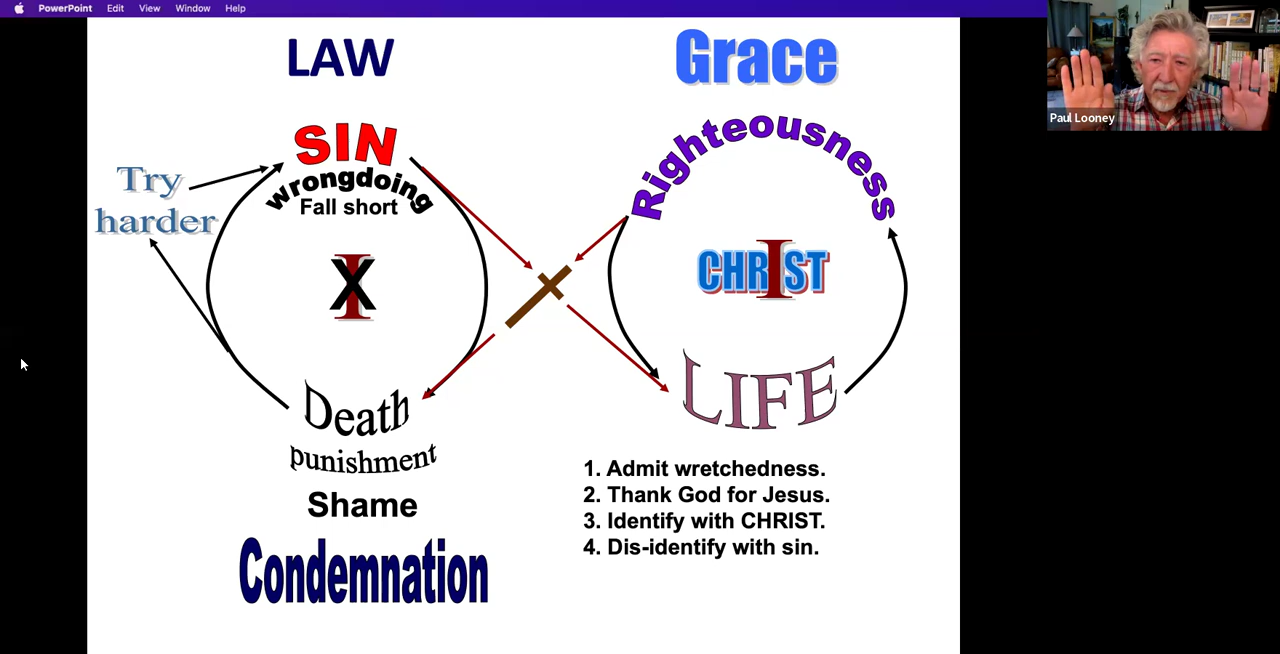 PowerPoint Edit View Window Help
LAW
Grace
Paul Looney
SIN
wrongdoing
Fall short
Try
harder
Righteousness
I
X
CHRIST
Death
punishment
Shame
Condemnation
LIFE
1. Admit wretchedness.
2. Thank God for Jesus.
3. Identify with CHRIST.
4. Dis-identify with sin.